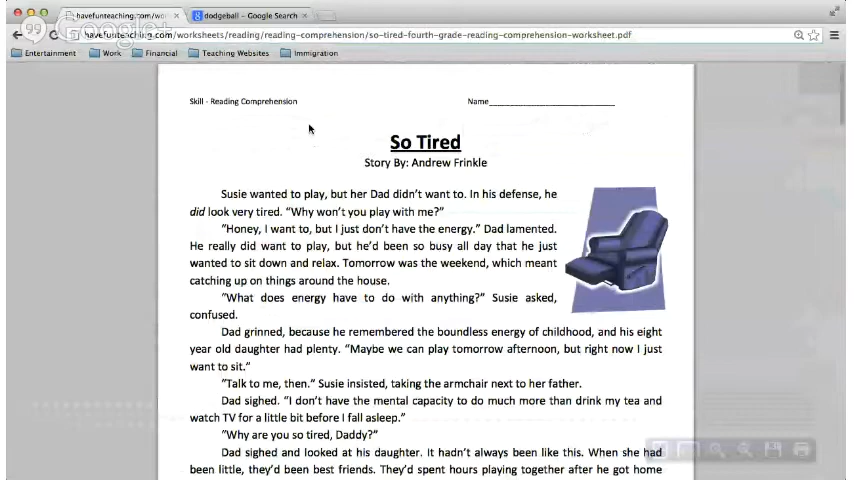 havefunteaching.com/wor
dodgeball - Google Search
Google+
havefunteaching.com/worksheets/reading/reading-comprehension/so-tired-fourth-grade-reading-comprehension-worksheet.pdf
Entertainment Work Financial Teaching Websites Immigration
Skill - Reading Comprehension Name
So Tired
Story By: Andrew Frinkle
Susie wanted to play, but her Dad didn't want to. In his defense, he
did look very tired. "Why won't you play with me?"
"Honey, I want to, but I just don't have the energy." Dad lamented.
He really did want to play, but he'd been so busy all day that he just
wanted to sit down and relax. Tomorrow was the weekend, which meant
catching up on things around the house.
"What does energy have to do with anything?" Susie asked,
confused.
Dad grinned, because he remembered the boundless energy of childhood, and his eight
year old daughter had plenty. "Maybe we can play tomorrow afternoon, but right now I just
want to sit."
"Talk to me, then." Susie insisted, taking the armchair next to her father.
Dad sighed. "I don't have the mental capacity to do much more than drink my tea and
watch TV for a little bit before I fall asleep."
"Why are you so tired, Daddy?"
Dad sighed and looked at his daughter. It hadn't always been like this. When she had
been little, they'd been best friends. They'd spent hours playing together after he got home